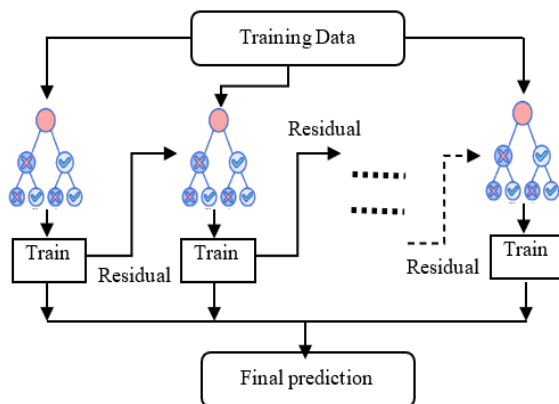 Training Data
Residual
Train
Residual
Train
Residual
Train
Final prediction